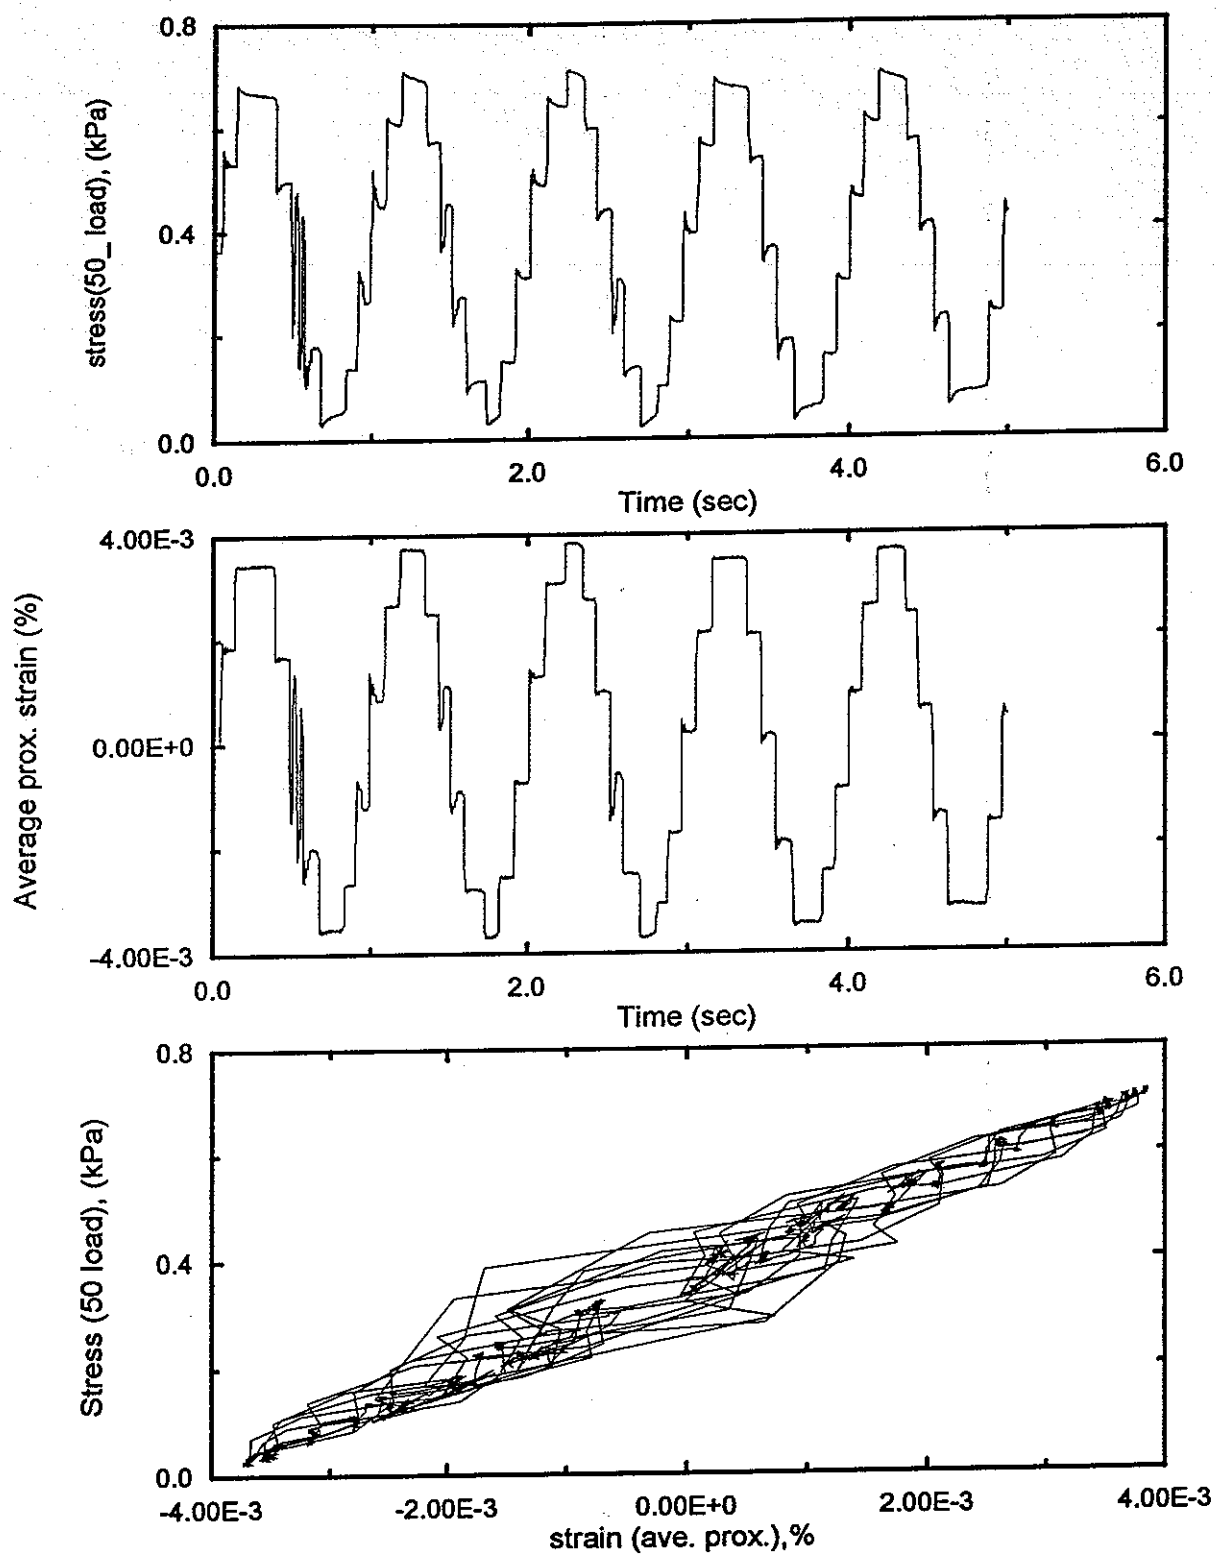 0.8
stress(50_ load), (kPa)
0.4
0.0
0.0 2.0 4.0 6.0
Time (sec)
4.00E-3
Average prox. strain (%)
0.00E+0
-4.00E-3
0.0 2.0 4.0 6.0
Time (sec)
0.8
Stress (50 load), (kPa)
0.4
0.0
-4.00E-3 -2.00E-3 0.00E+0 2.00E-3 4.00E-3
strain (ave. prox.),%